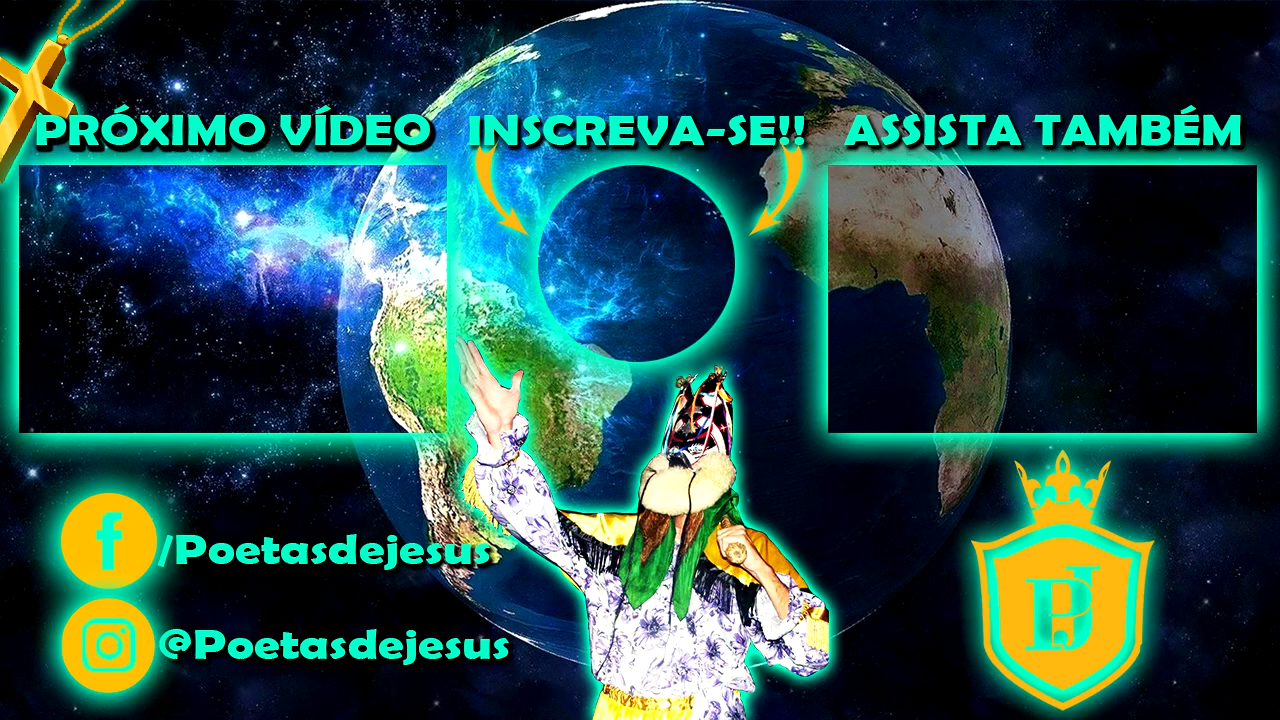 PRÓXIMO VÍDEO
INSCREVA-SE!!
ASSISTA TAMBÉM
/Poetasdejesus
@Poetasdejesus
PJ